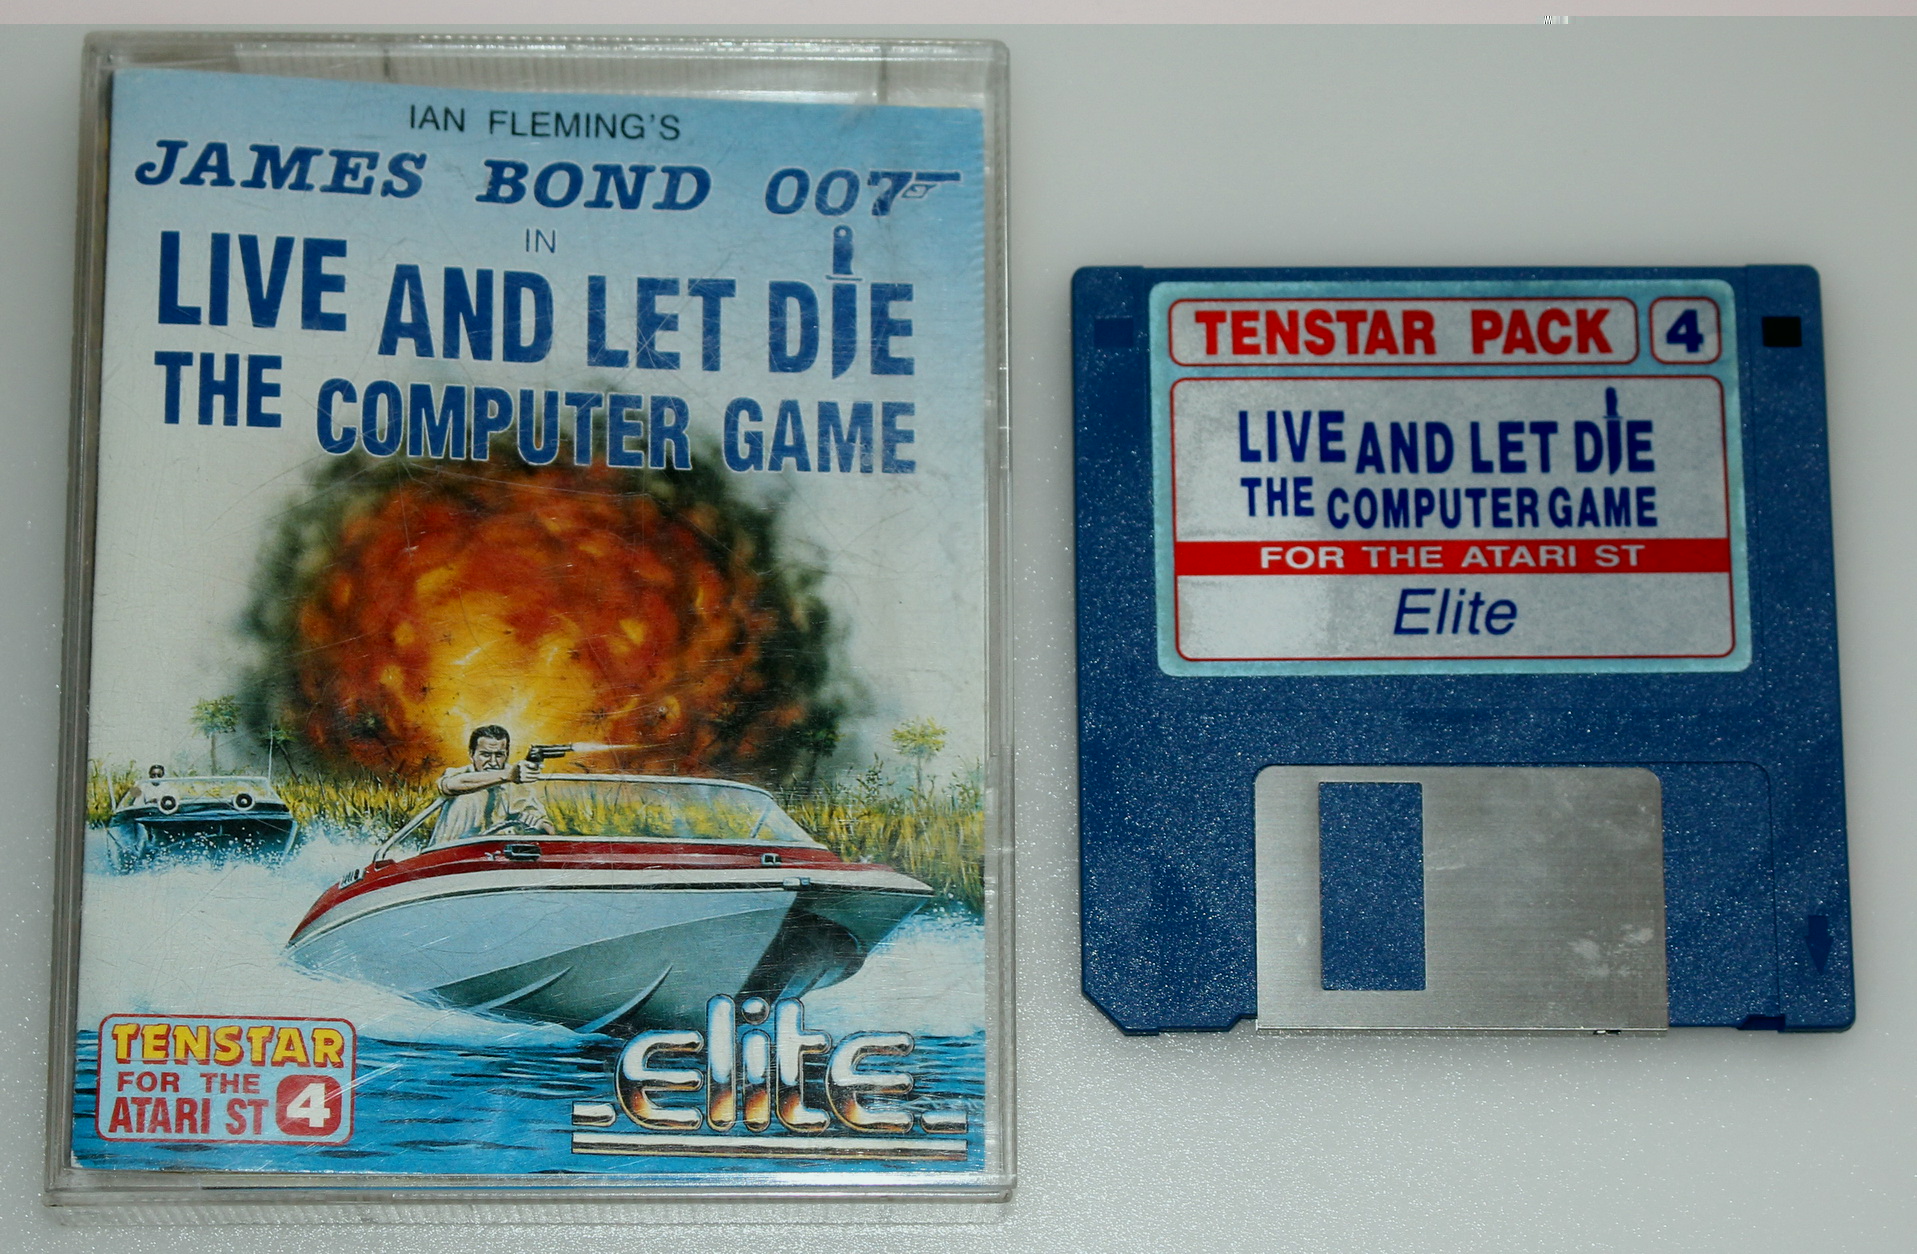 IAN FLEMING'S
JAMES BOND 007
IN
LIVE AND LET DIE
THE COMPUTER GAME
TENSTAR
FOR THE
ATARI ST 4
elite
TENSTAR PACK 4
LIVE AND LET DIE
THE COMPUTER GAME
FOR THE ATARI ST
Elite